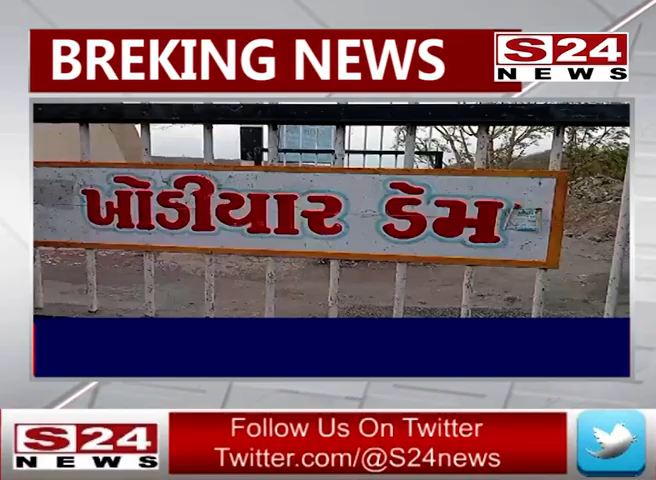 BREKING NEWS
S24
NEWS
ખોડીયાર ડેમ
S24
NEWS
Follow Us On Twitter
Twitter.com/@S24news